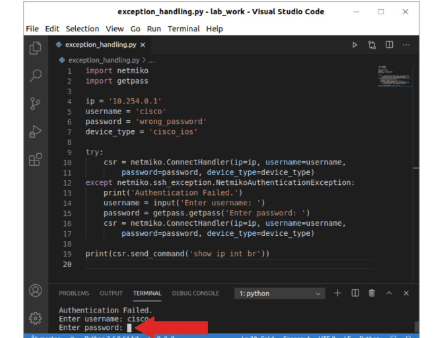 exception_handling.py - lab_work - Visual Studio Code
File Edit Selection View Go Run Terminal Help
exception_handling.py ×
exception_handling.py > ...
1 import netmiko
2 import getpass
3
4 ip = '10.254.0.1'
5 username = 'cisco'
6 password = 'wrong_password'
7 device_type = 'cisco_ios'
8
9 try:
10 csr = netmiko.ConnectHandler(ip=ip, username=username,
11 password=password, device_type=device_type)
12 except netmiko.ssh_exception.NetmikoAuthenticationException:
13 print('Authentication Failed.')
14 username = input('Enter username: ')
15 password = getpass.getpass('Enter password: ')
16 csr = netmiko.ConnectHandler(ip=ip, username=username,
17 password=password, device_type=device_type)
18
19 print(csr.send_command('show ip int br'))
20
PROBLEMS OUTPUT TERMINAL DEBUG CONSOLE 1: python
Authentication Failed.
Enter username: cisco
Enter password: